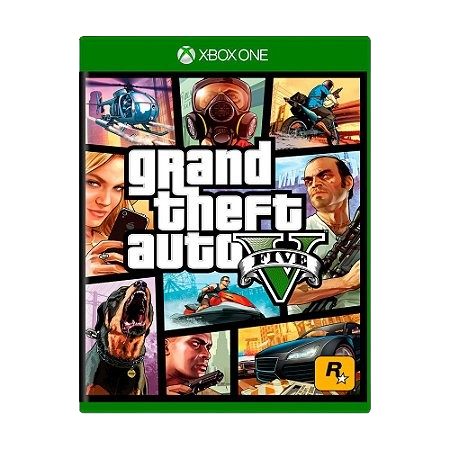 XBOX ONE
grand
theft
auto
FIVE
V
R